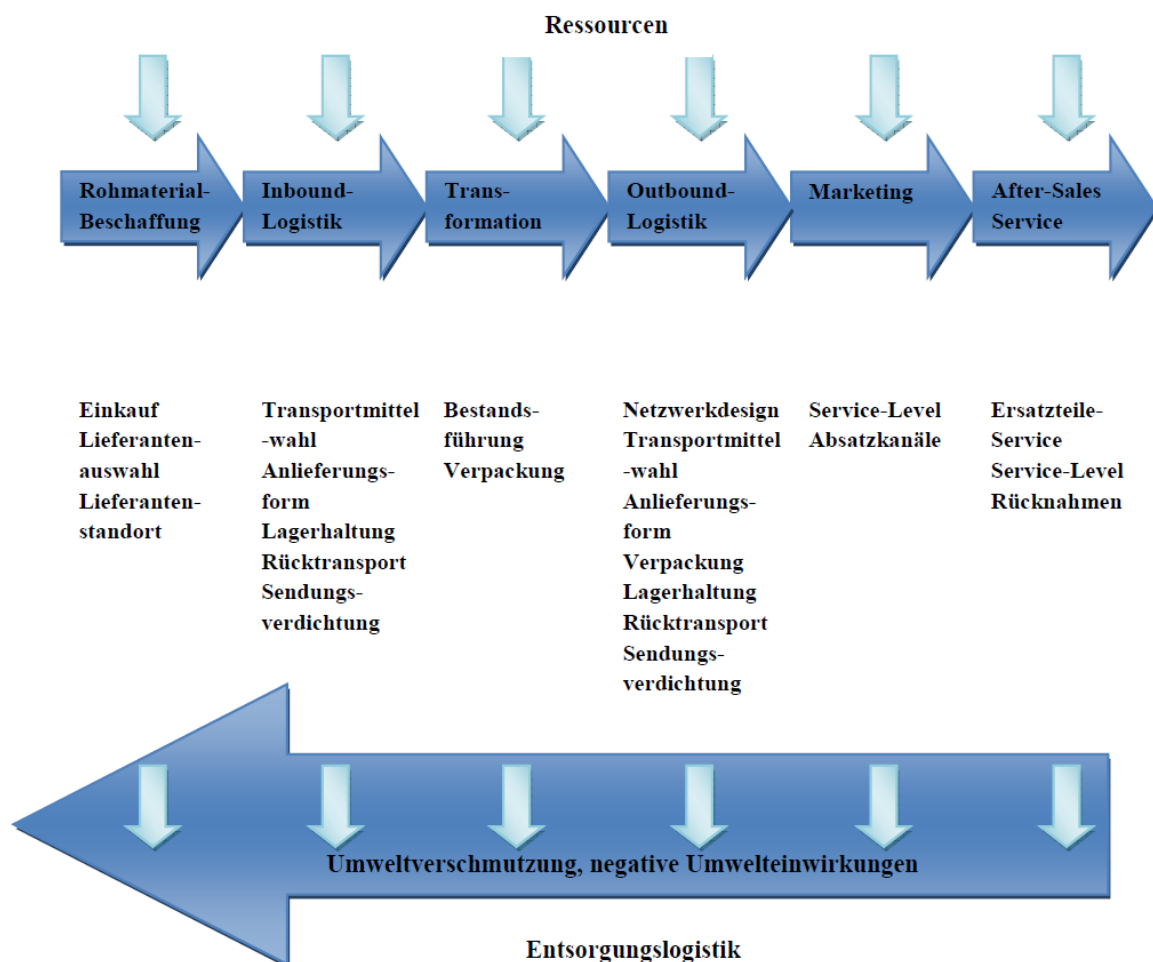 Ressourcen
Rohmaterial-
Beschaffung
Inbound-
Logistik
Trans-
formation
Outbound-
Logistik
Marketing
After-Sales
Service
Einkauf
Lieferanten-
auswahl
Lieferanten-
standort
Transportmittel
-wahl
Anlieferungs-
form
Lagerhaltung
Rücktransport
Sendungs-
verdichtung
Bestands-
führung
Verpackung
Netzwerkdesign
Transportmittel
-wahl
Anlieferungs-
form
Verpackung
Lagerhaltung
Rücktransport
Sendungs-
verdichtung
Service-Level
Absatzkanäle
Ersatzteile-
Service
Service-Level
Rücknahmen
Umweltverschmutzung, negative Umwelteinwirkungen
Entsorgungslogistik